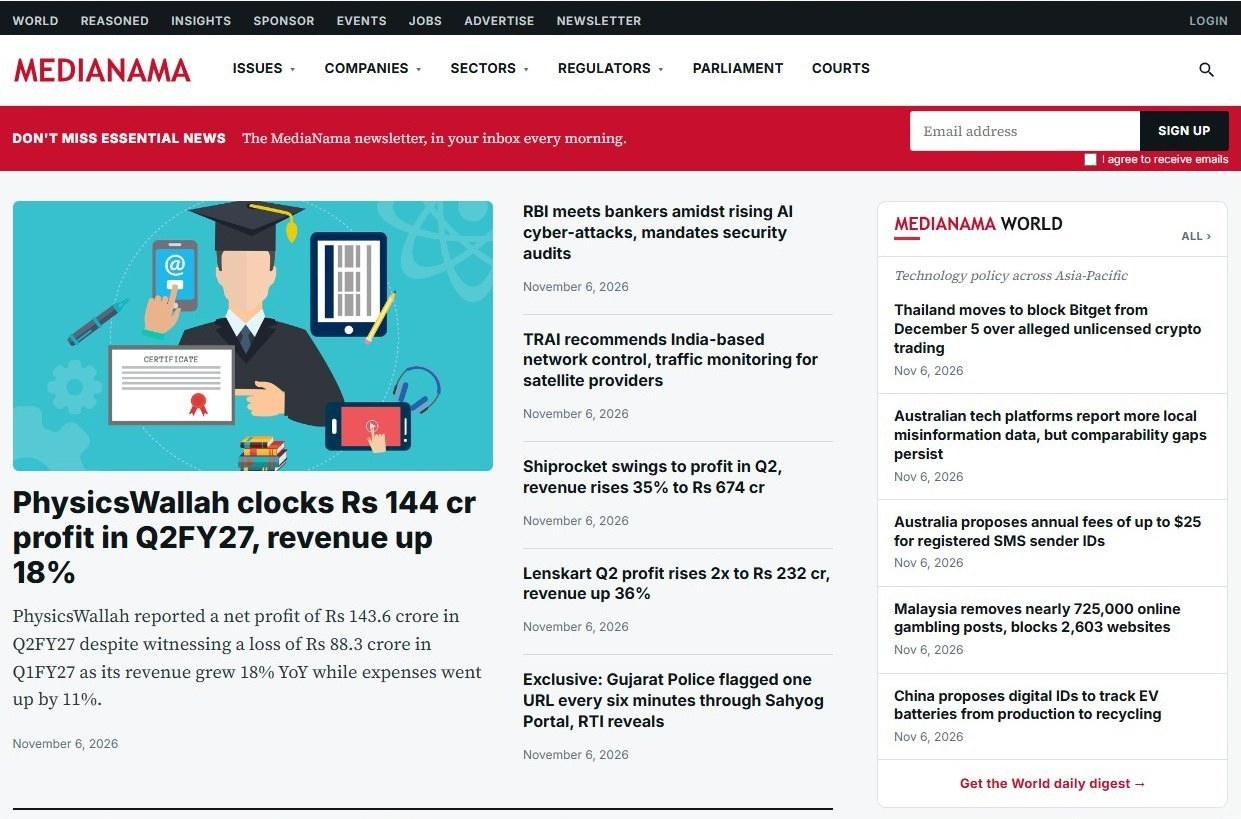 WORLD REASONED INSIGHTS SPONSOR EVENTS JOBS ADVERTISE NEWSLETTER LOGIN
MEDIANAMA ISSUES COMPANIES SECTORS REGULATORS PARLIAMENT COURTS
DON'T MISS ESSENTIAL NEWS The MediaNama newsletter, in your inbox every morning. Email address SIGN UP
I agree to receive emails
@
CERTIFICATE
PhysicsWallah clocks Rs 144 cr
profit in Q2FY27, revenue up
18%
PhysicsWallah reported a net profit of Rs 143.6 crore in
Q2FY27 despite witnessing a loss of Rs 88.3 crore in
Q1FY27 as its revenue grew 18% YoY while expenses went
up by 11%.
November 6, 2026
RBI meets bankers amidst rising AI
cyber-attacks, mandates security
audits
November 6, 2026
TRAI recommends India-based
network control, traffic monitoring for
satellite providers
November 6, 2026
Shiprocket swings to profit in Q2,
revenue rises 35% to Rs 674 cr
November 6, 2026
Lenskart Q2 profit rises 2x to Rs 232 cr,
revenue up 36%
November 6, 2026
Exclusive: Gujarat Police flagged one
URL every six minutes through Sahyog
Portal, RTI reveals
November 6, 2026
MEDIANAMA WORLD
ALL ›
Technology policy across Asia-Pacific
Thailand moves to block Bitget from
December 5 over alleged unlicensed crypto
trading
Nov 6, 2026
Australian tech platforms report more local
misinformation data, but comparability gaps
persist
Nov 6, 2026
Australia proposes annual fees of up to $25
for registered SMS sender IDs
Nov 6, 2026
Malaysia removes nearly 725,000 online
gambling posts, blocks 2,603 websites
Nov 6, 2026
China proposes digital IDs to track EV
batteries from production to recycling
Nov 6, 2026
Get the World daily digest →